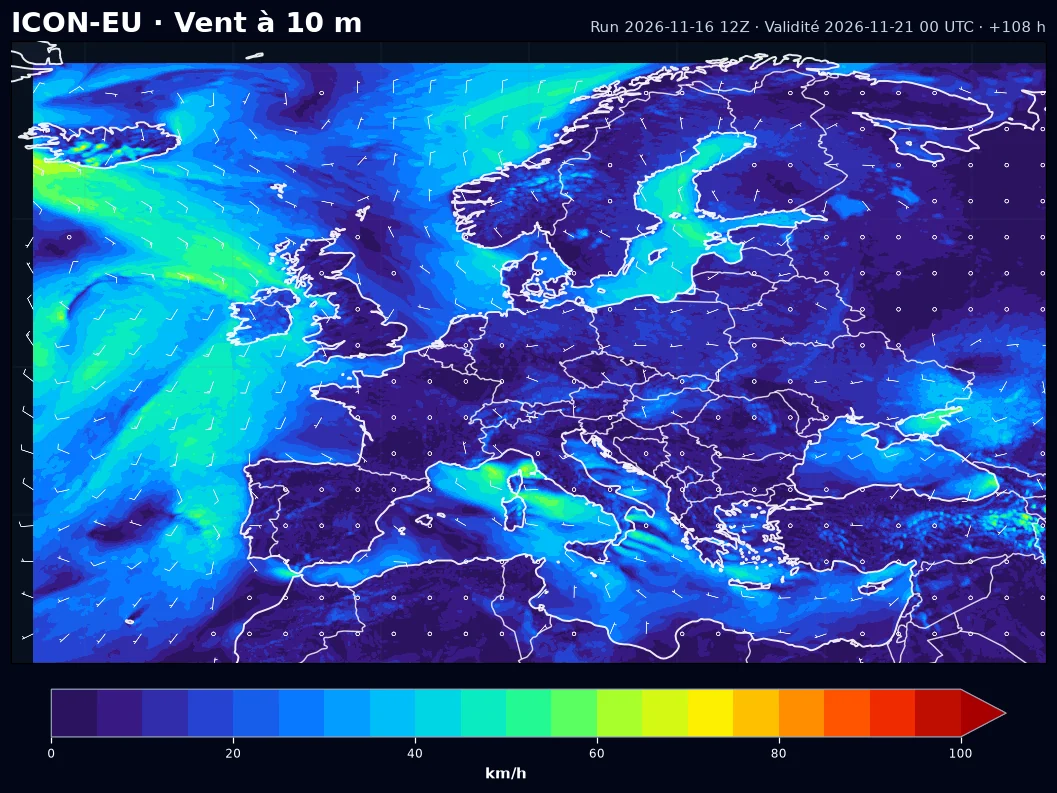 ICON-EU · Vent à 10 m
Run 2026-11-16 12Z · Validité 2026-11-21 00 UTC · +108 h
0 20 40 60 80 100
km/h